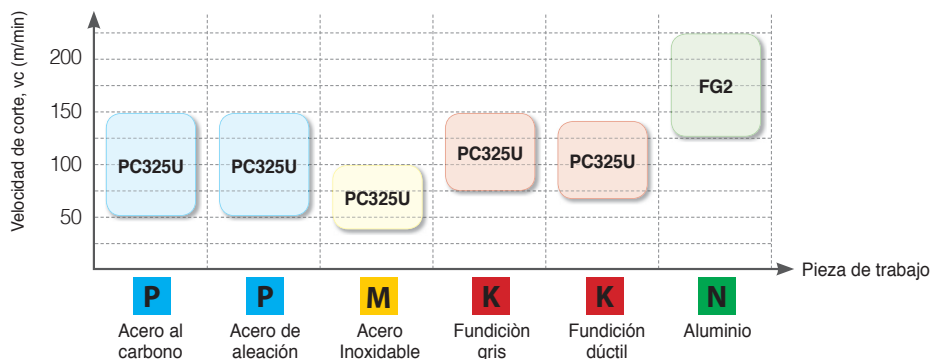 Velocidad de corte, vc (m/min)
200
150
100
50
PC325U
PC325U
PC325U
PC325U
PC325U
FG2
Pieza de trabajo
P
P
M
K
K
N
Acero al
carbono
Acero de
aleación
Acero
Inoxidable
Fundiciòn
gris
Fundición
dúctil
Aluminio